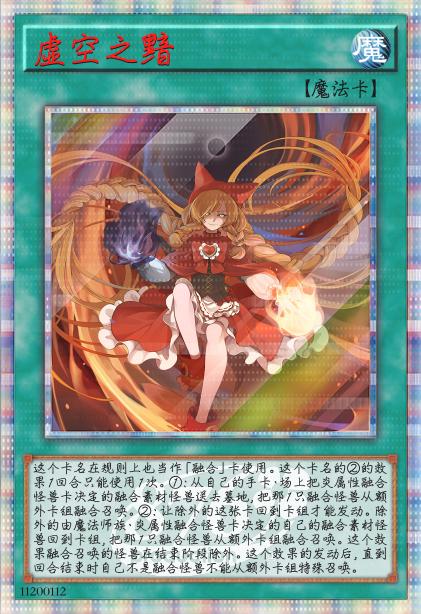 虚空之黯
魔
【魔法卡】
这个卡名在规则上也当作「融合」卡使用。这个卡名的②的效
果1回合只能使用1次。①：从自己的手卡·场上把炎属性融合
怪兽卡决定的融合素材怪兽送去墓地，把那1只融合怪兽从额
外卡组融合召唤。②：让除外的这张卡回到卡组才能发动。除
外的由魔法师族·炎属性融合怪兽卡决定的自己的融合素材怪
兽回到卡组，把那1只融合怪兽从额外卡组融合召唤。这个效
果融合召唤的怪兽在结束阶段除外。这个效果的发动后，直到
回合结束时自己不是融合怪兽不能从额外卡组特殊召唤。
11200112